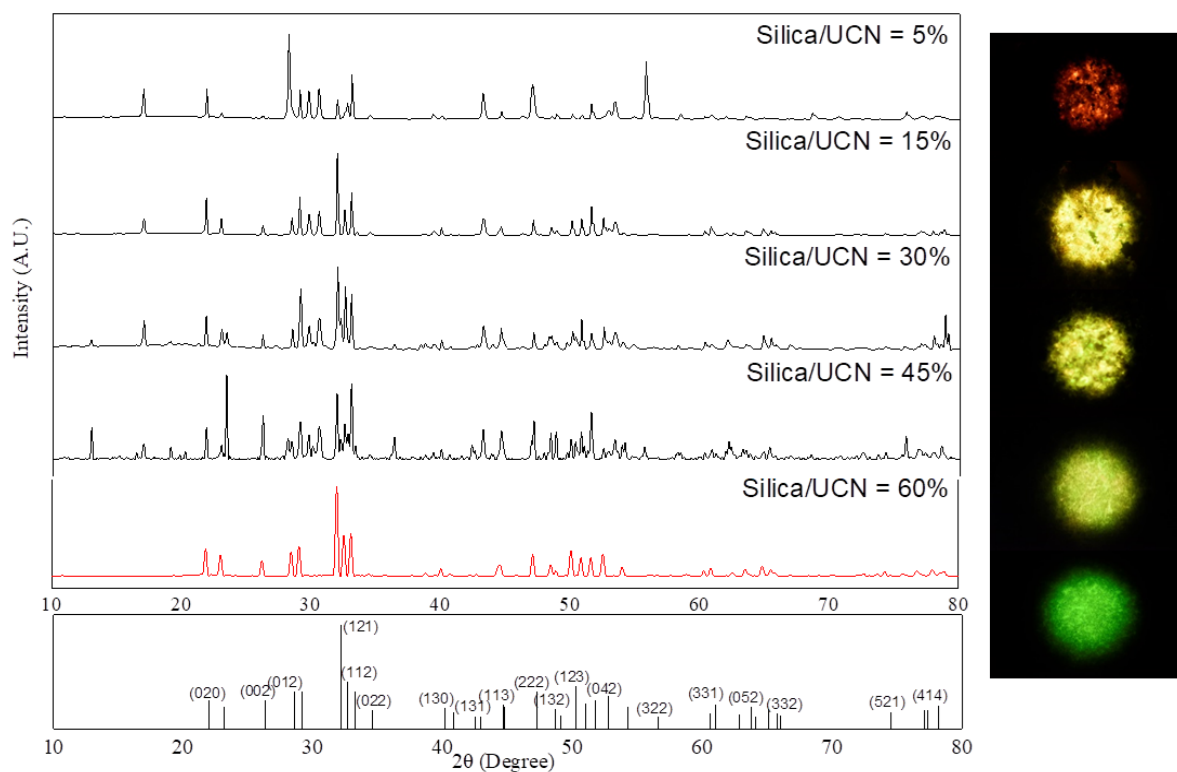 Silica/UCN = 5%
Silica/UCN = 15%
Silica/UCN = 30%
Silica/UCN = 45%
Silica/UCN = 60%
Intensity (A.U.)
10 20 30 40 50 60 70 80
(121)
(020) (002) (012) (112) (022) (130) (131) (113) (222) (132) (123) (042) (322) (331) (052) (332) (521) (414)
10 20 30 40 50 60 70 80
2θ (Degree)